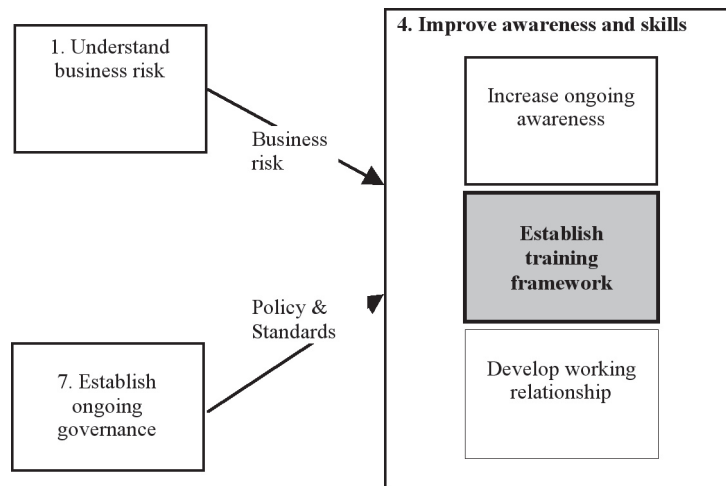 1. Understand
business risk
Business
risk
Policy &
Standards
7. Establish
ongoing
governance
4. Improve awareness and skills
Increase ongoing
awareness
Establish
training
framework
Develop working
relationship